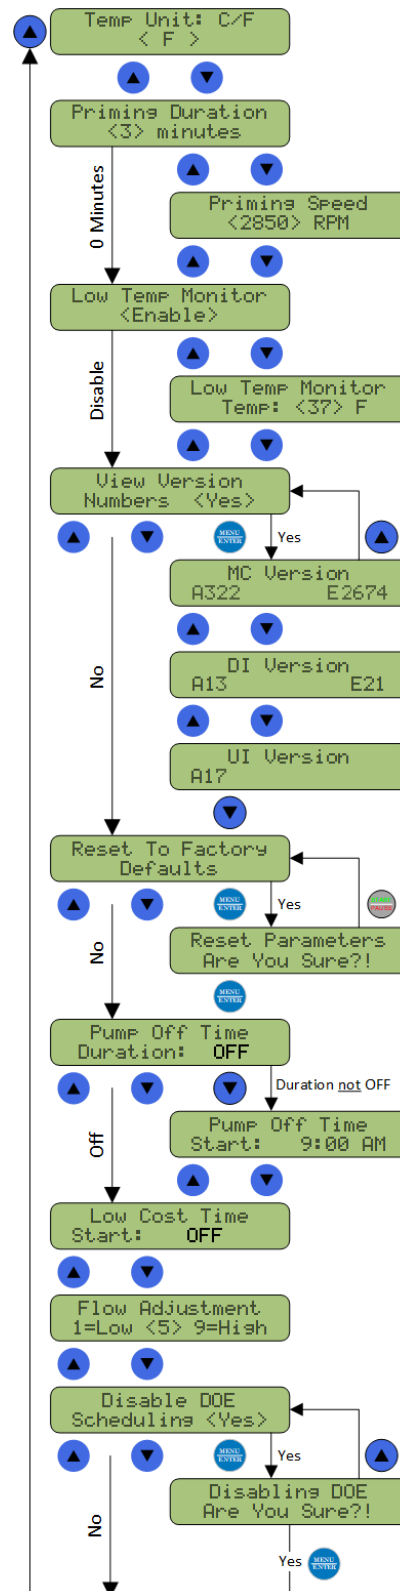 Temp Unit: C/F
< F >
Priming Duration
<3> minutes
0 Minutes
Priming Speed
<2850> RPM
Low Temp Monitor
<Enable>
Disable
Low Temp Monitor
Temp: <37> F
View Version
Numbers <Yes>
MENU
ENTER
Yes
MC Version
A322 E2674
No
DI Version
A13 E21
UI Version
A17
Reset To Factory
Defaults
MENU
ENTER
Yes
START
PAUSE
No
Reset Parameters
Are You Sure?!
MENU
ENTER
Pump Off Time
Duration: OFF
Duration not OFF
Off
Pump Off Time
Start: 9:00 AM
Low Cost Time
Start: OFF
Flow Adjustment
1=Low <5> 9=High
Disable DOE
Scheduling <Yes>
MENU
ENTER
Yes
No
Disabling DOE
Are You Sure?!
Yes
MENU
ENTER